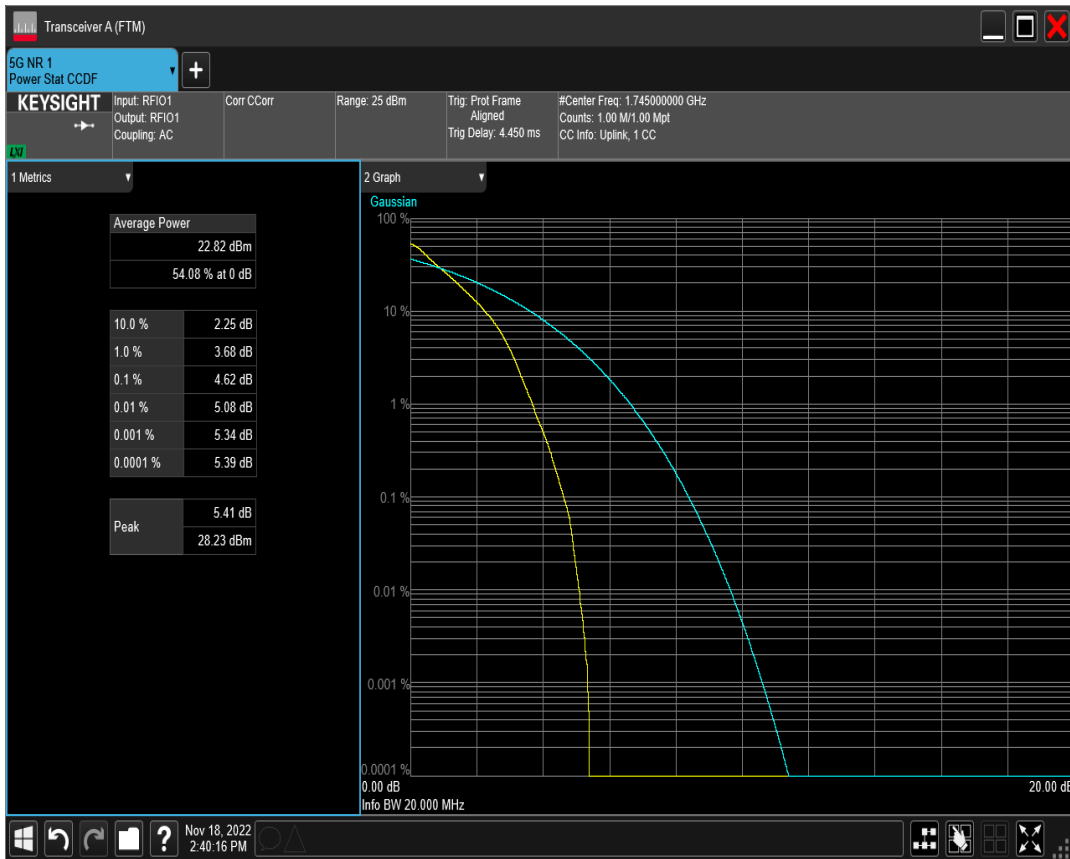 Transceiver A (FTM)
5G NR 1
Power Stat CCDF
+
KEYSIGHT
LXI
Input: RFIO1
Output: RFIO1
Coupling: AC
Corr CCorr
Range: 25 dBm
Trig: Prot Frame
Aligned
Trig Delay: 4.450 ms
#Center Freq: 1.745000000 GHz
Counts: 1.00 M/1.00 Mpt
CC Info: Uplink, 1 CC
1 Metrics
Average Power
22.82 dBm
54.08 % at 0 dB
10.0 % 2.25 dB
1.0 % 3.68 dB
0.1 % 4.62 dB
0.01 % 5.08 dB
0.001 % 5.34 dB
0.0001 % 5.39 dB
Peak 5.41 dB
28.23 dBm
2 Graph
Gaussian
100 %
10 %
1 %
0.1 %
0.01 %
0.001 %
0.0001 %
0.00 dB 20.00 dB
Info BW 20.000 MHz
?
Nov 18, 2022
2:40:16 PM